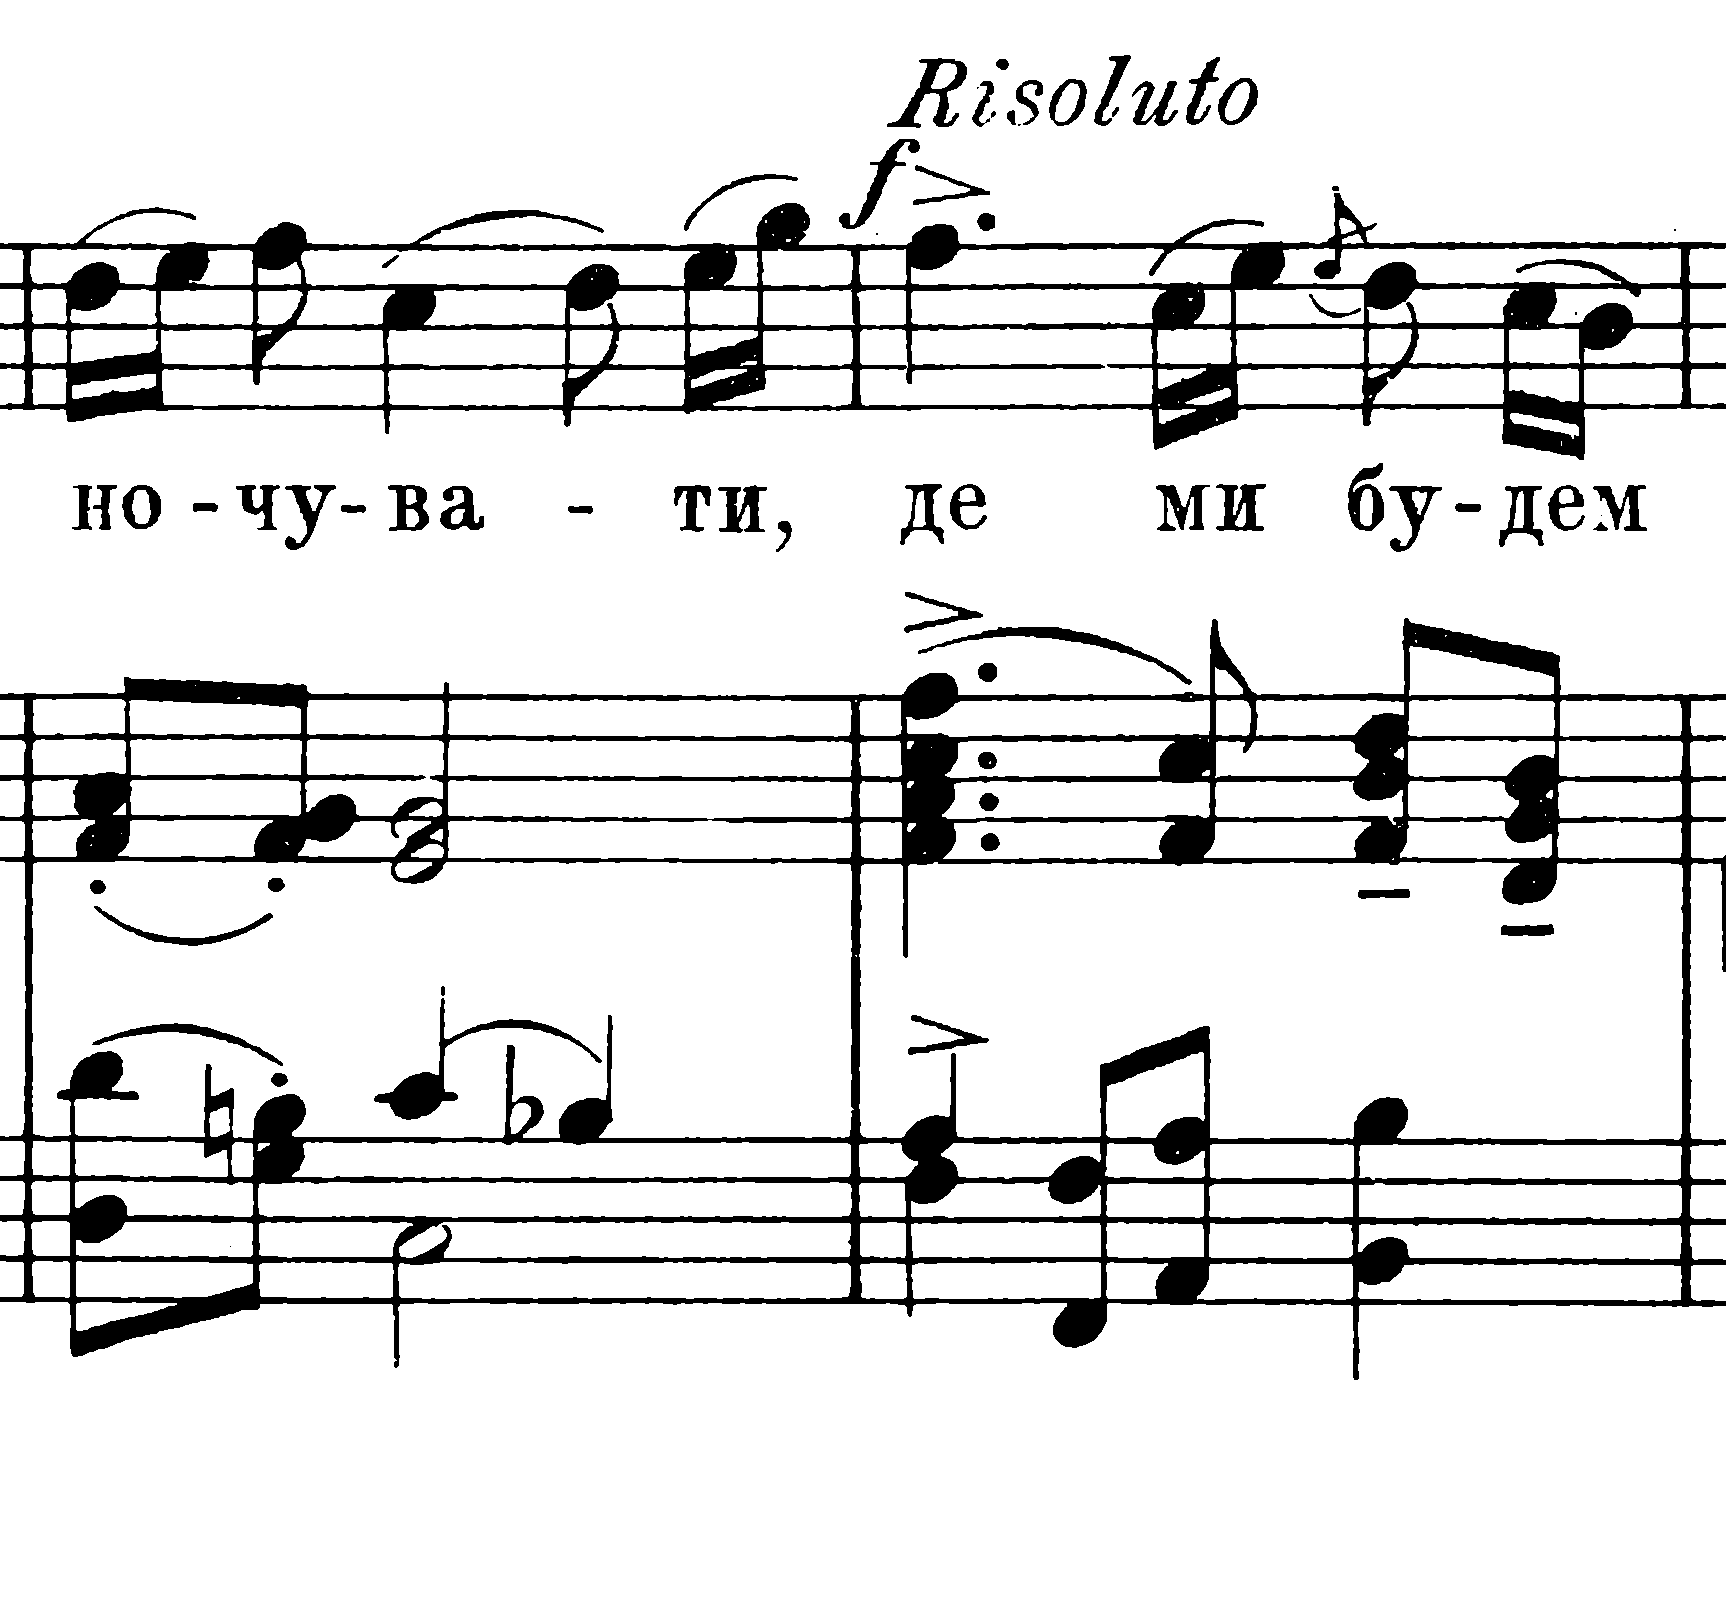 Risoluto
f
но - чу - ва - ти, де ми бу - дем